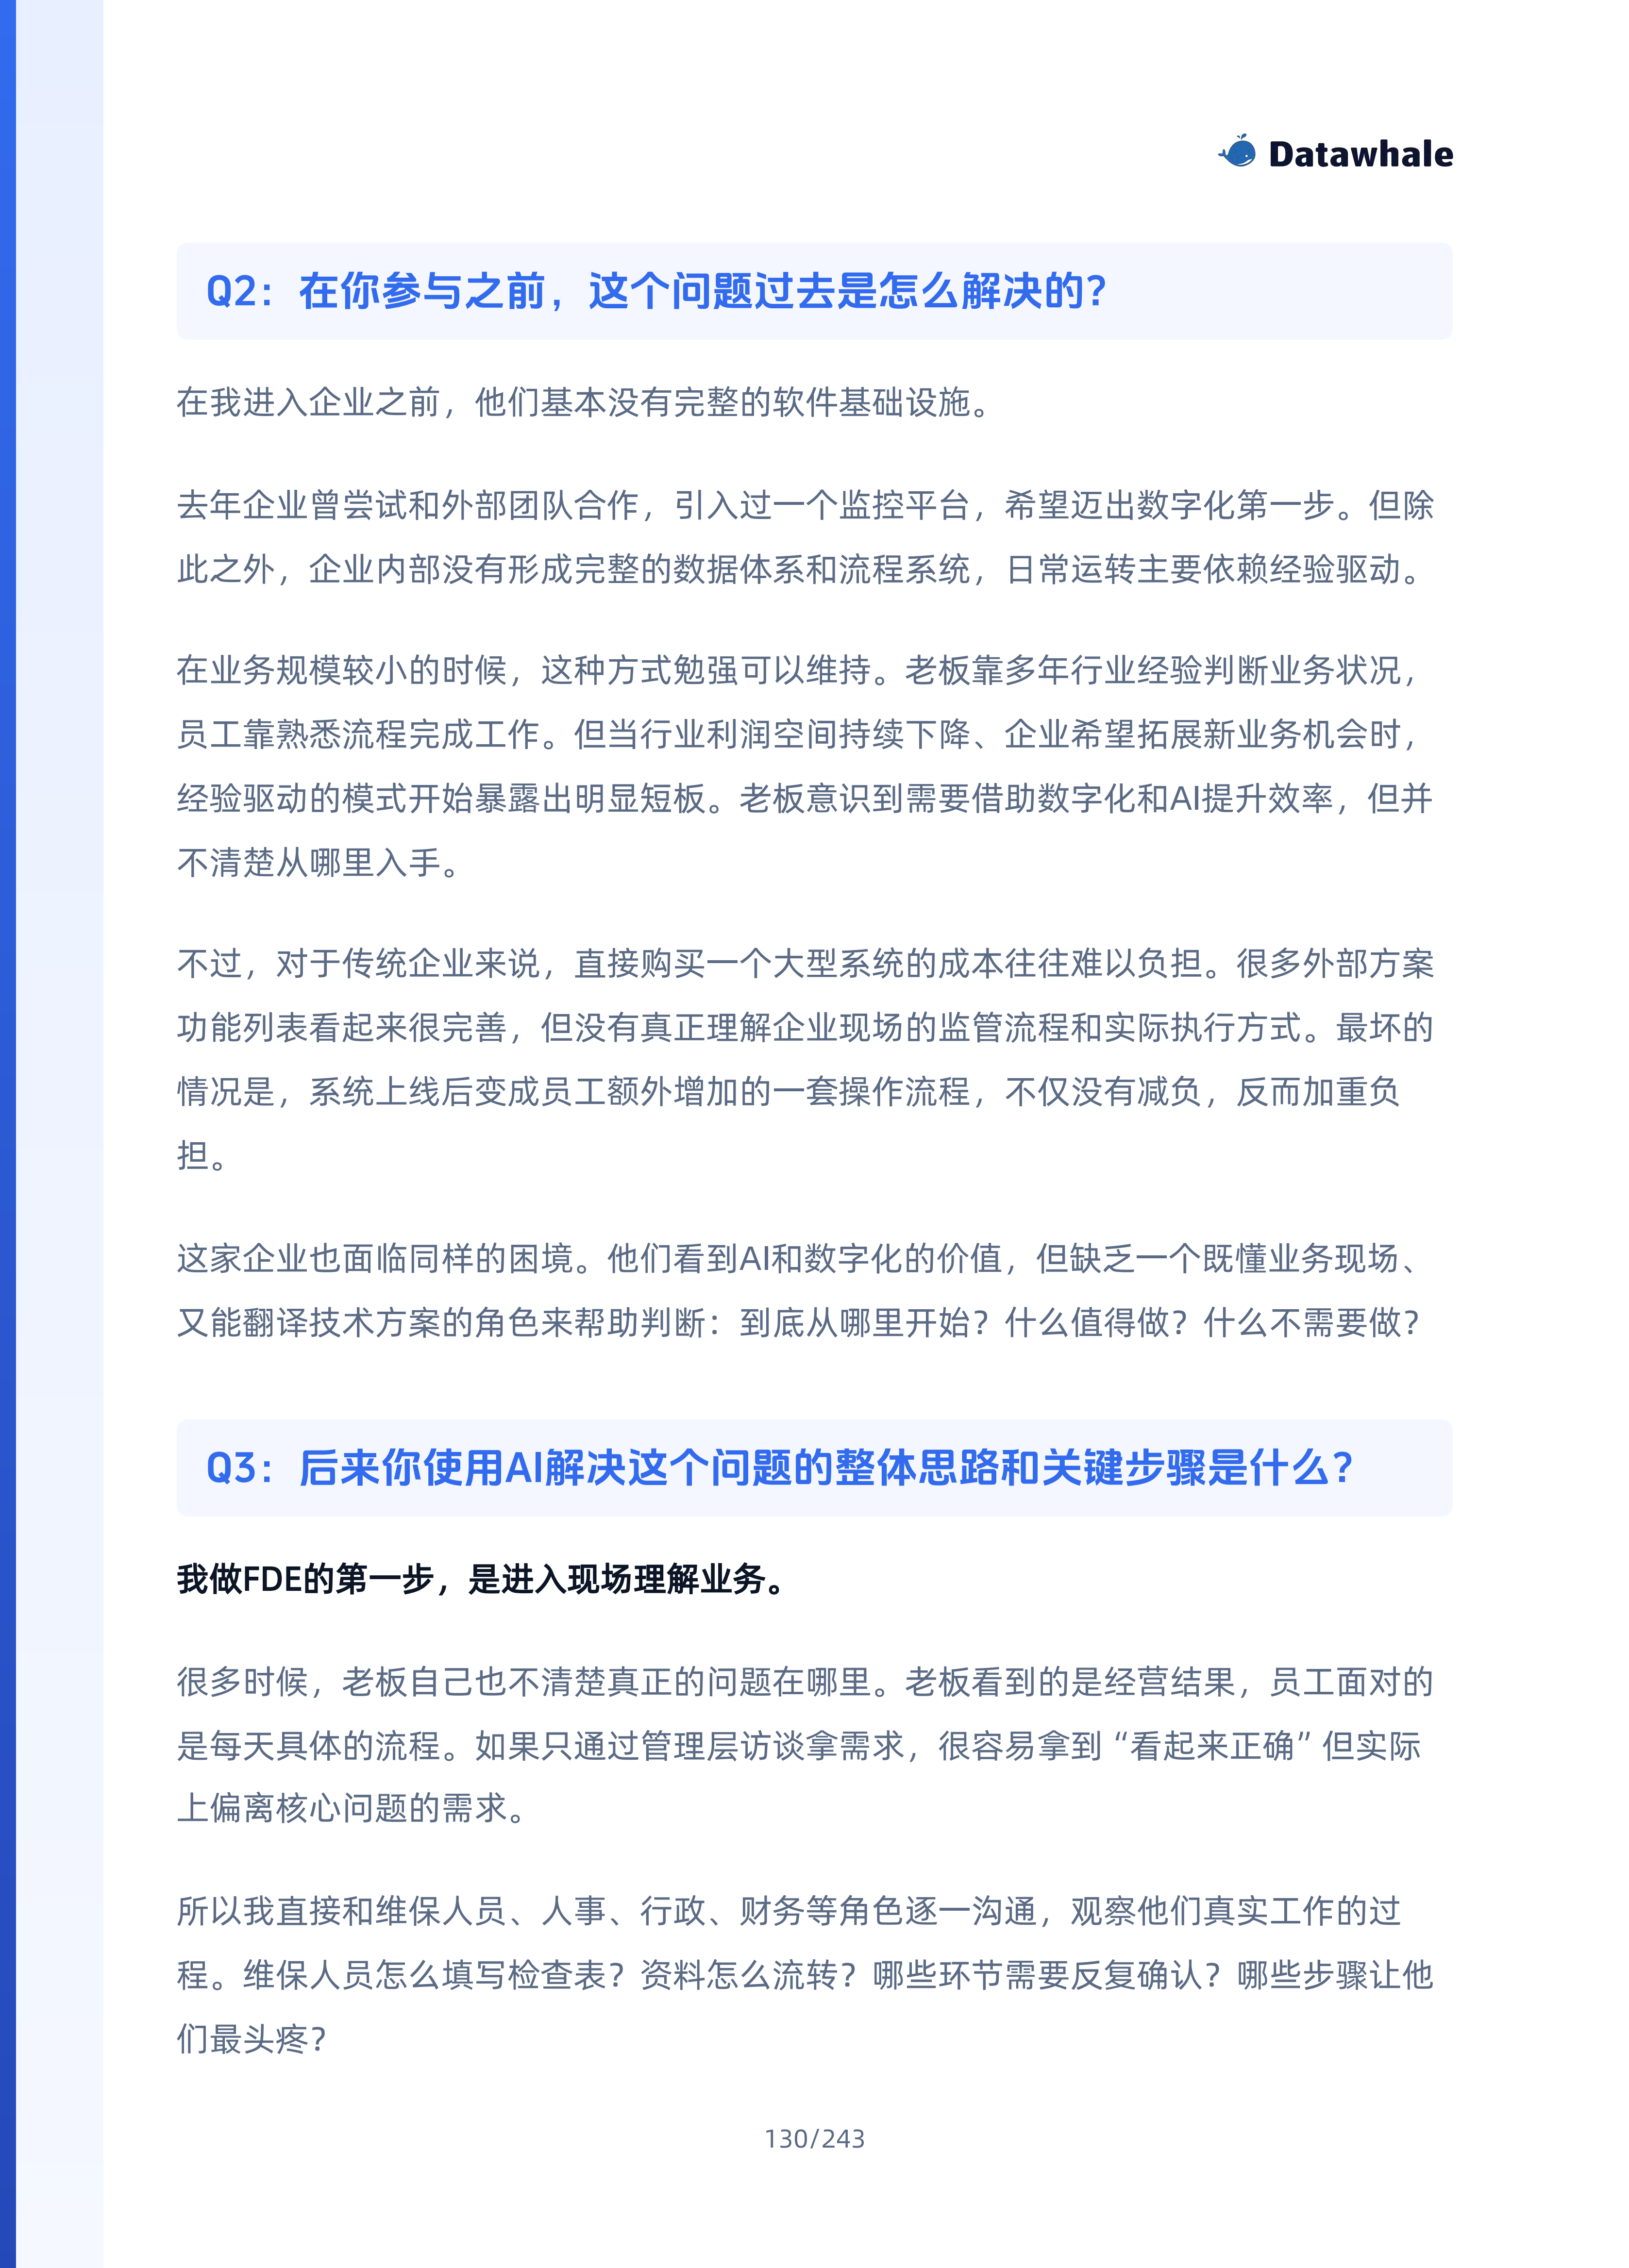 Datawhale
Q2：在你参与之前，这个问题过去是怎么解决的？
在我进入企业之前，他们基本没有完整的软件基础设施。
去年企业曾尝试和外部团队合作，引入过一个监控平台，希望迈出数字化第一步。但除
此之外，企业内部没有形成完整的数据体系和流程系统，日常运转主要依赖经验驱动。
在业务规模较小的时候，这种方式勉强可以维持。老板靠多年行业经验判断业务状况，
员工靠熟悉流程完成工作。但当行业利润空间持续下降、企业希望拓展新业务机会时，
经验驱动的模式开始暴露出明显短板。老板意识到需要借助数字化和AI提升效率，但并
不清楚从哪里入手。
不过，对于传统企业来说，直接购买一个大型系统的成本往往难以负担。很多外部方案
功能列表看起来很完善，但没有真正理解企业现场的监管流程和实际执行方式。最坏的
情况是，系统上线后变成员工额外增加的一套操作流程，不仅没有减负，反而加重负
担。
这家企业也面临同样的困境。他们看到AI和数字化的价值，但缺乏一个既懂业务现场、
又能翻译技术方案的角色来帮助判断：到底从哪里开始？什么值得做？什么不需要做？
Q3：后来你使用AI解决这个问题的整体思路和关键步骤是什么？
我做FDE的第一步，是进入现场理解业务。
很多时候，老板自己也不清楚真正的问题在哪里。老板看到的是经营结果，员工面对的
是每天具体的流程。如果只通过管理层访谈拿需求，很容易拿到“看起来正确”但实际
上偏离核心问题的需求。
所以我直接和维保人员、人事、行政、财务等角色逐一沟通，观察他们真实工作的过
程。维保人员怎么填写检查表？资料怎么流转？哪些环节需要反复确认？哪些步骤让他
们最头疼？
130/243